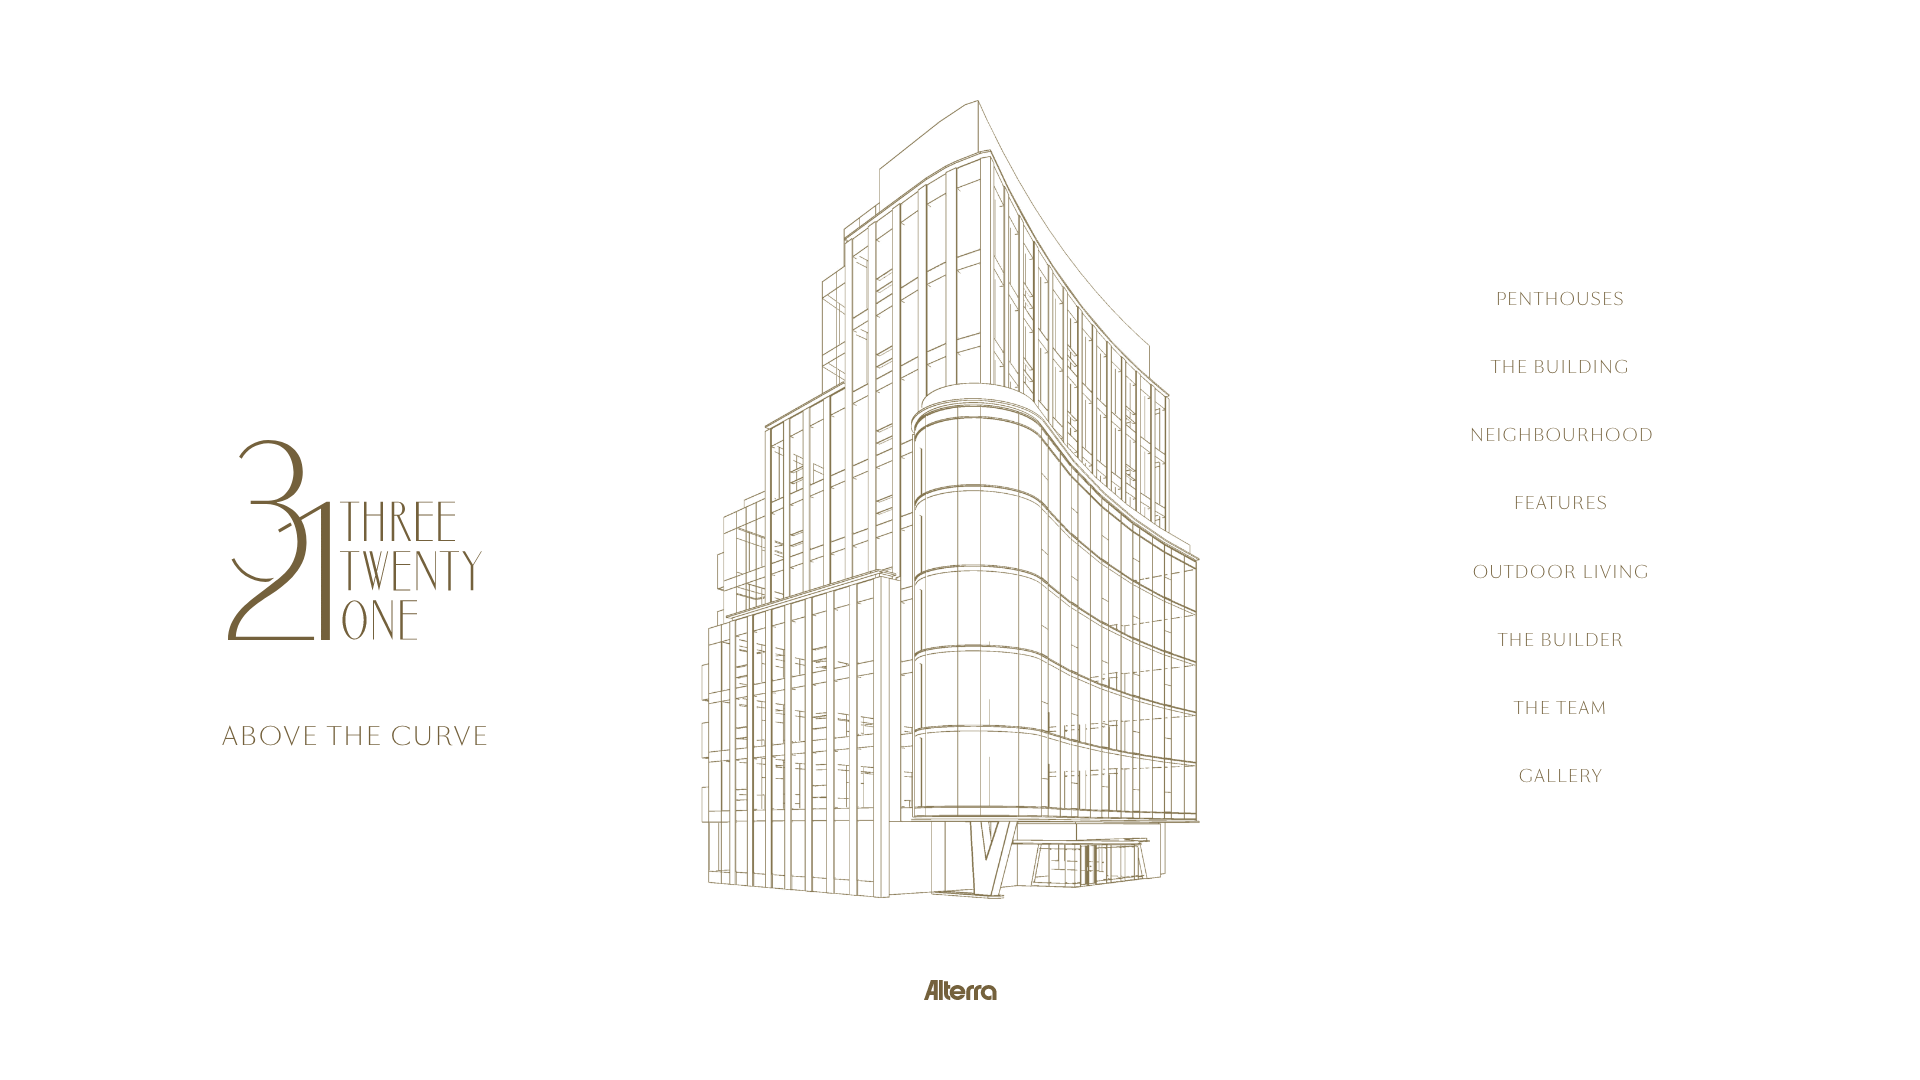 321
THREE
TWENTY
ONE
ABOVE THE CURVE
PENTHOUSES
THE BUILDING
NEIGHBOURHOOD
FEATURES
OUTDOOR LIVING
THE BUILDER
THE TEAM
GALLERY
Alterra